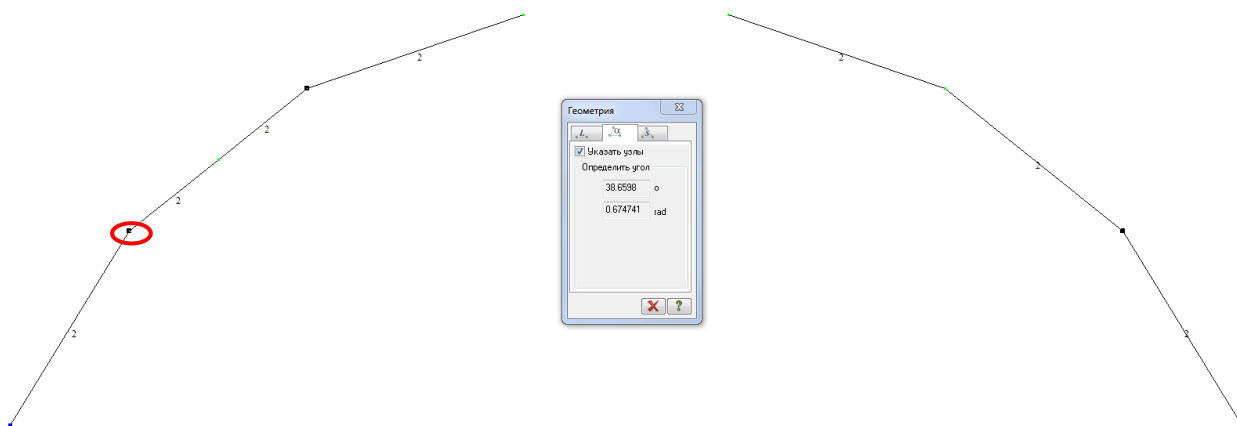 2
2
2
2
2
2
2
Геометрия
L
α
Указать узлы
Определить угол
38.6598 o
0.674741 rad
?